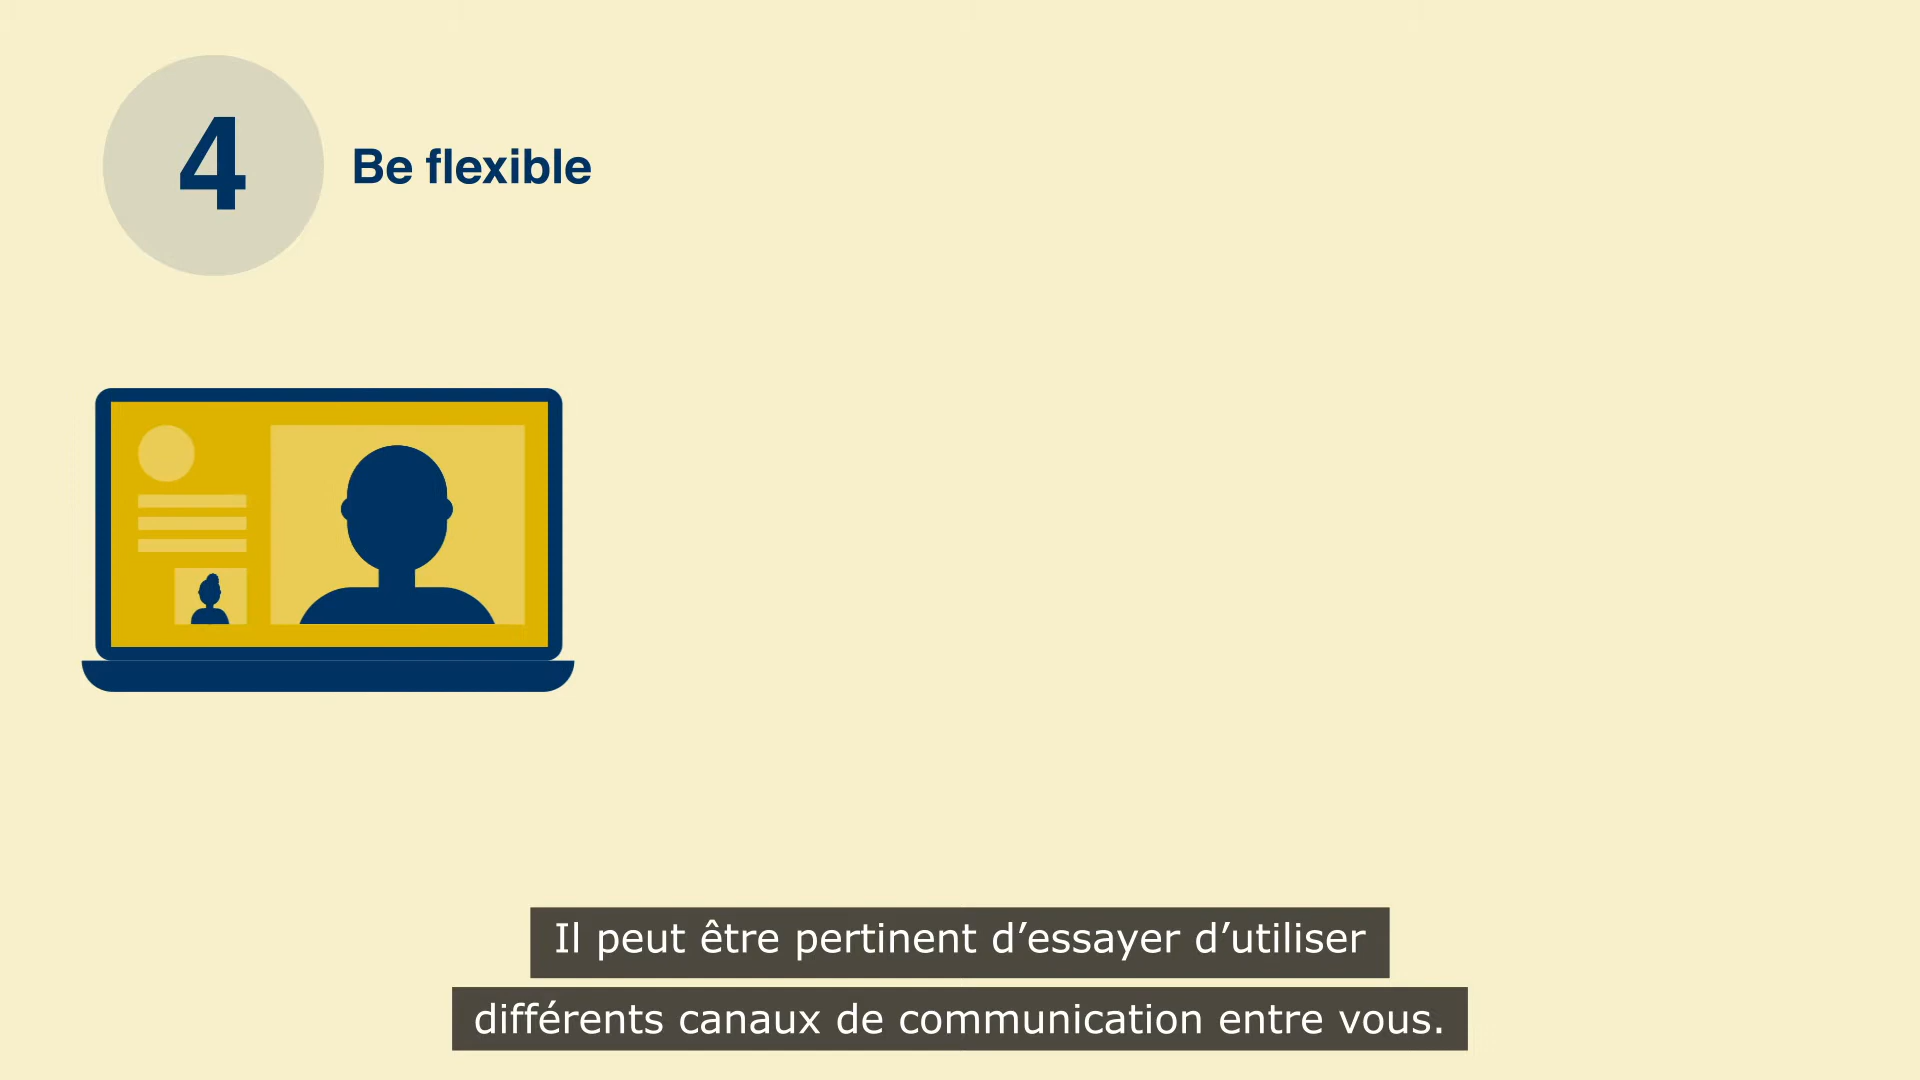 4
Be flexible
Il peut être pertinent d’essayer d’utiliser
différents canaux de communication entre vous.